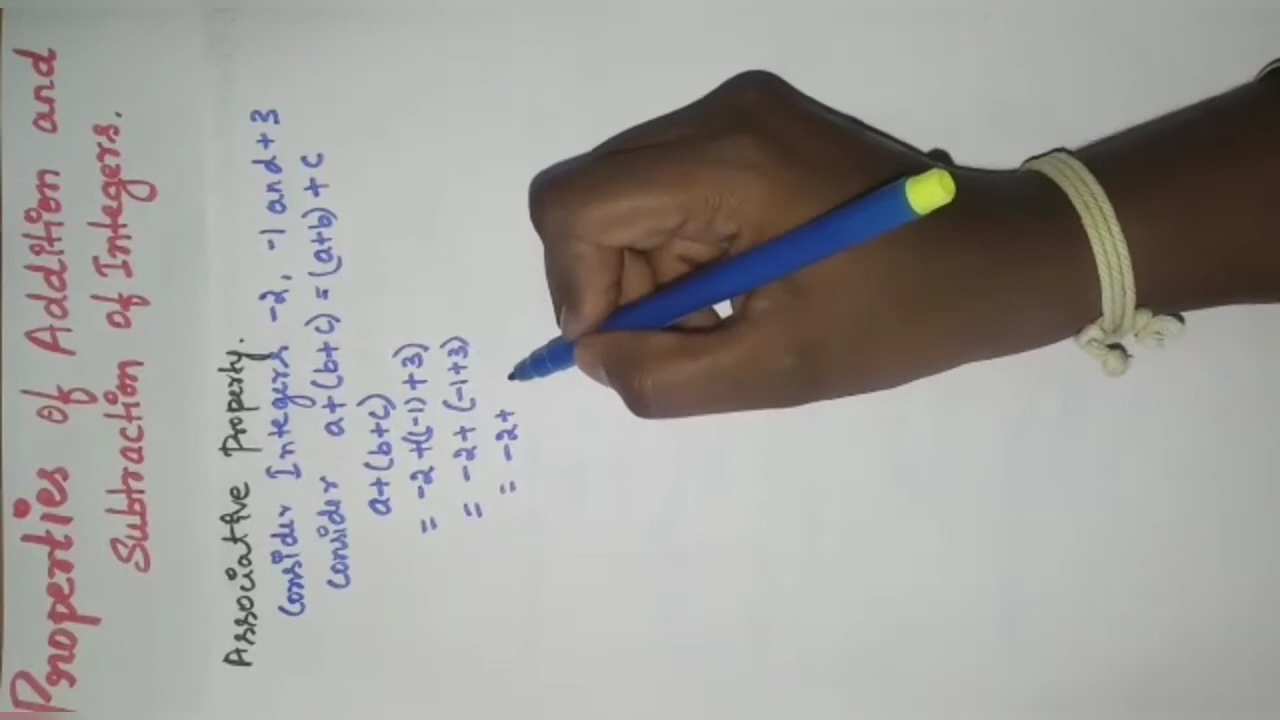 Properties of Addition and
Subtraction of Integers.
Associative Property.
Consider Integers -2, -1 and +3
Consider a+(b+c) = (a+b)+c
a+(b+c)
= -2+((-1)+3)
= -2+(-1+3)
= -2+